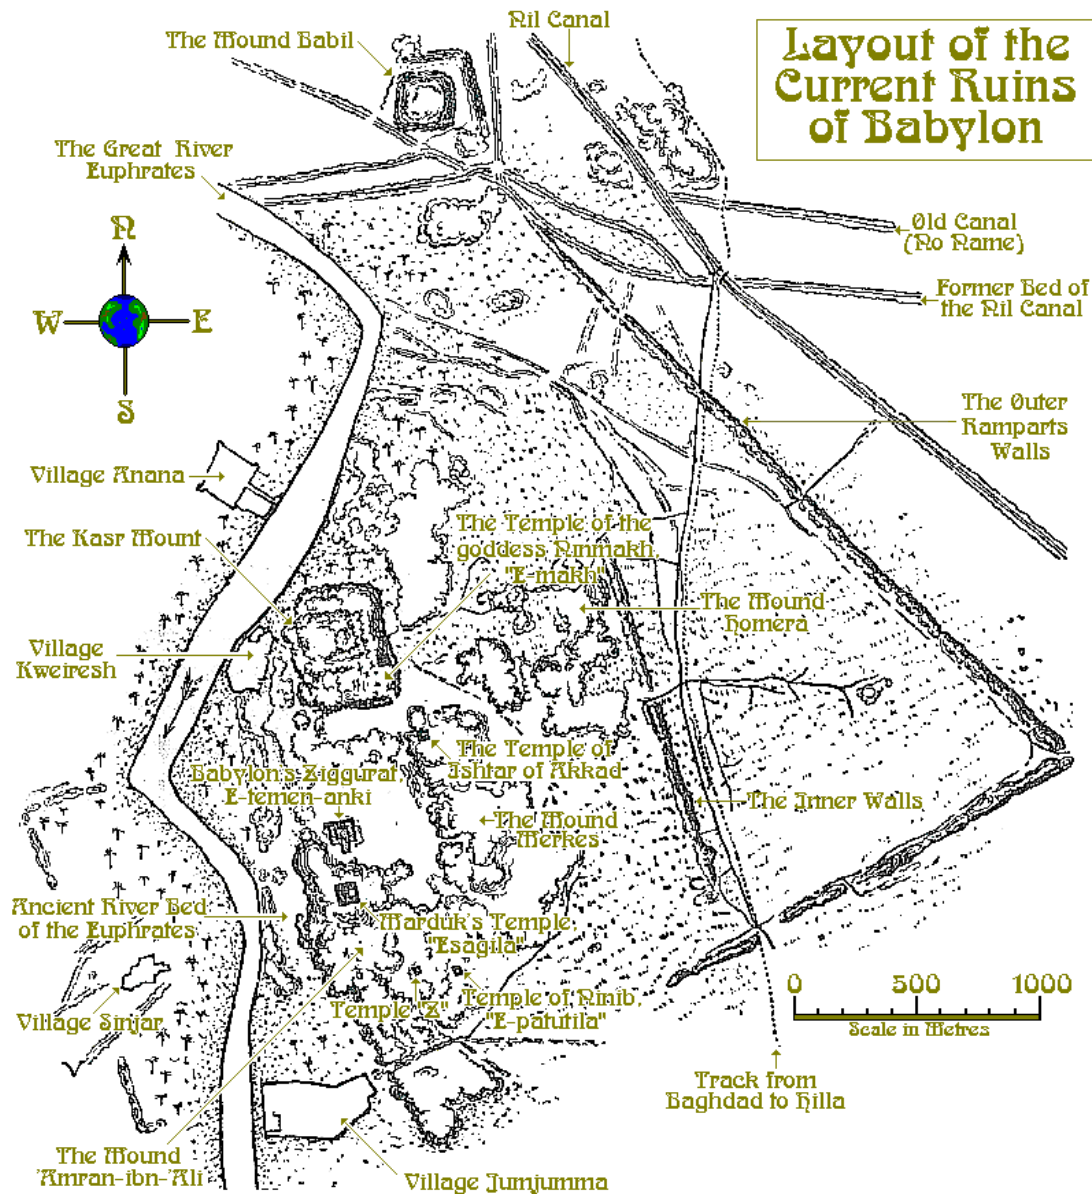 Layout of the
Current Ruins
of Babylon
Nil Canal
The Mound Babil
The Great River
Euphrates
N
W
E
S
Old Canal
(No Name)
Former Bed of
the Nil Canal
The Outer
Ramparts
Walls
Village Anana
The Kasr Mount
The Temple of the
goddess Ninmakh,
"E-makh"
The Mound
Homera
Village
Kweiresh
The Temple of
Ishtar of Akkad
Babylon's Ziggurat,
E-temen-anki
The Inner Walls
The Mound
Merkes
Ancient River Bed
of the Euphrates
Marduk's Temple,
"Esagila"
Temple "Z"
Temple of Ninib,
"E-patutila"
Village Sinjar
0 500 1000
Scale in Metres
Track from
Baghdad to Hilla
The Mound
'Amran-ibn-'Ali
Village Jumjumma